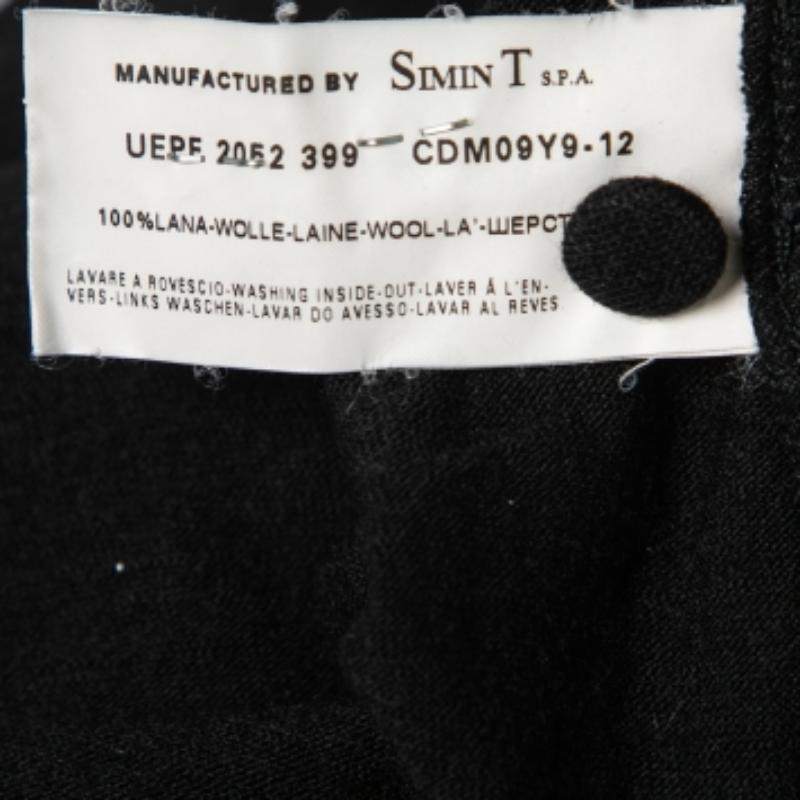 MANUFACTURED BY SIMIN T S.P.A.
UEPF 2052 399 CDM09Y9-12
100%LANA-WOLLE-LAINE-WOOL-LA'-ШЕРСТ
LAVARE A ROVESCIO-WASHING INSIDE-OUT-LAVER Á L'EN-
VERS-LINKS WASCHEN-LAVAR DO AVESSO-LAVAR AL REVES